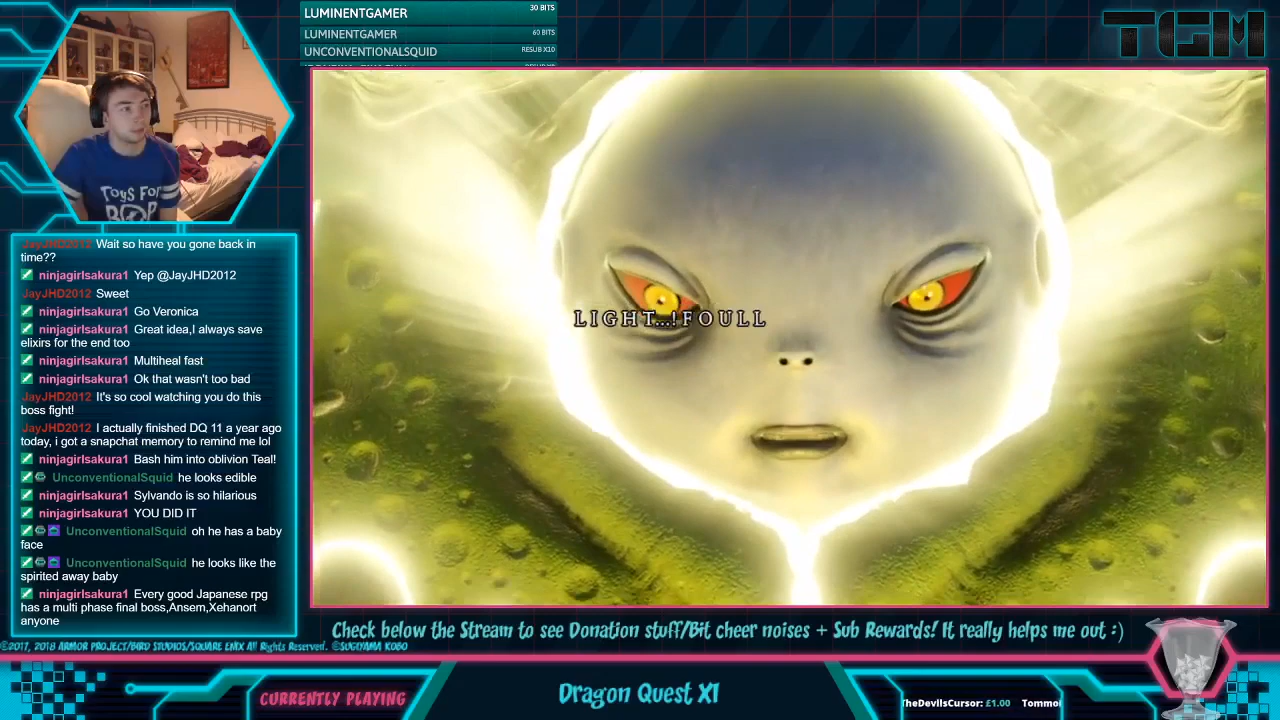 LUMINENTGAMER 30 BITS
LUMINENTGAMER 60 BITS
UNCONVENTIONALSQUID RESUB X10
TGM
TOYS FOR
BOB
JayJHD2012 Wait so have you gone back in
time??
ninjagirlsakura1 Yep @JayJHD2012
JayJHD2012 Sweet
ninjagirlsakura1 Go Veronica
ninjagirlsakura1 Great idea,I always save
elixirs for the end too
ninjagirlsakura1 Multiheal fast
ninjagirlsakura1 Ok that wasn't too bad
JayJHD2012 It's so cool watching you do this
boss fight!
JayJHD2012 I actually finished DQ 11 a year ago
today, i got a snapchat memory to remind me lol
ninjagirlsakura1 Bash him into oblivion Teal!
UnconventionalSquid he looks edible
ninjagirlsakura1 Sylvando is so hilarious
ninjagirlsakura1 YOU DID IT
UnconventionalSquid oh he has a baby
face
UnconventionalSquid he looks like the
spirited away baby
ninjagirlsakura1 Every good Japanese rpg
has a multi phase final boss,Ansem,Xehanort
anyone
LIGHT...!FOULL
Check below the Stream to see Donation stuff/Bit cheer noises + Sub Rewards! It really helps me out :)
©2017, 2018 ARMOR PROJECT/BIRD STUDIOS/SQUARE ENIX All Rights Reserved. ©SUGIYAMA KOBO
CURRENTLY PLAYING
Dragon Quest XI
TheDevilsCursor: £1.00 Tommo